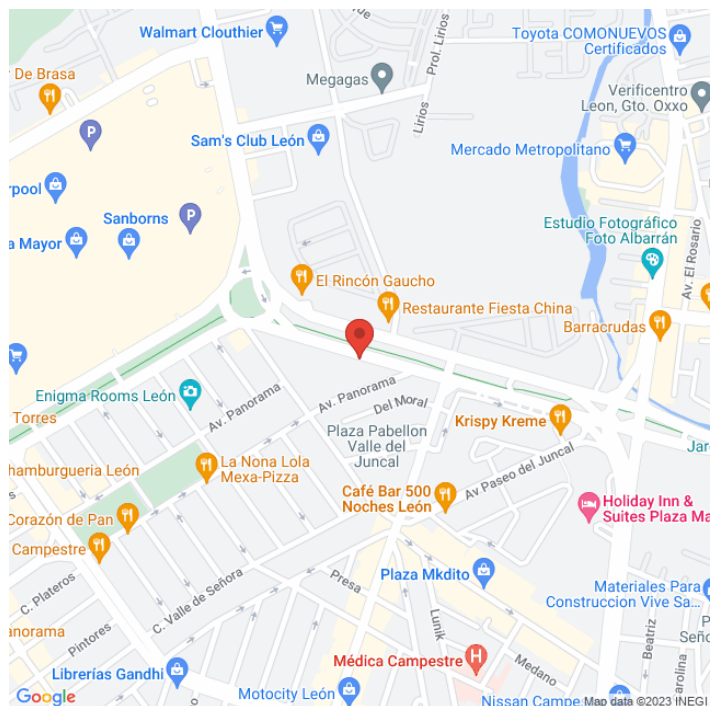 Walmart Clouthier
Toyota COMONUEVOS
Certificados
Prol. Lirios
Megagas
De Brasa
Verificentro
Leon, Gto. Oxxo
P
Lirios
Sam's Club León
Mercado Metropolitano
rpool
Sanborns
P
a Mayor
Estudio Fotográfico
Foto Albarrán
Av. El Rosario
El Rincón Gaucho
Restaurante Fiesta China
Barracrudas
Enigma Rooms León
Av. Panorama
Av. Panorama
Torres
Del Moral
Krispy Kreme
Plaza Pabellon
Valle del
Juncal
Jar
hamburgueria León
La Nona Lola
Mexa-Pizza
Av Paseo del Juncal
Café Bar 500
Noches León
Holiday Inn &
Suites Plaza Ma
Corazón de Pan
Campestre
C. Plateros
Plaza Mkdito
Presa
C. Valle de Señora
Materiales Para
Construccion Vive Sa...
Lunik
Beatriz
P
Seño
anorama
Pintores
Médica Campestre
H
Medano
Carolina
Librerías Gandhi
Motocity León
Nissan Campes
Google
Map data ©2023 INEGI